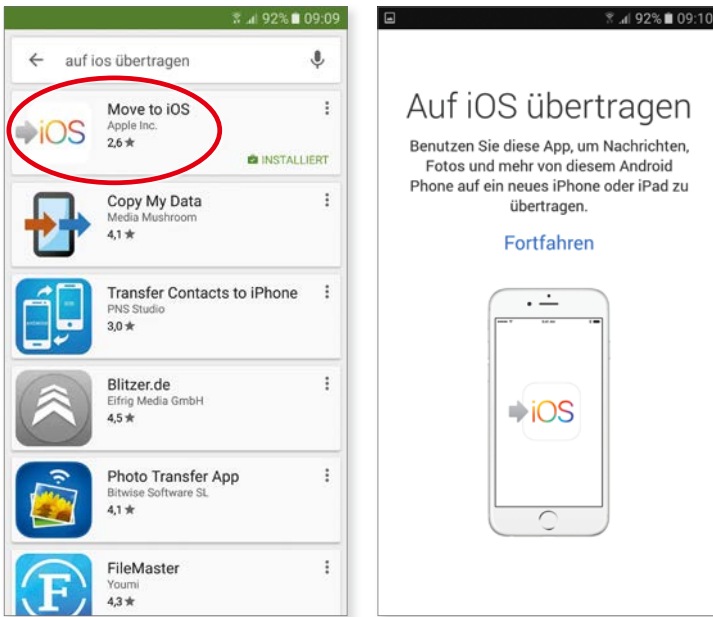 92% 09:09
auf ios übertragen
iOS
Move to iOS
Apple Inc.
2,6 ★
INSTALLIERT
Copy My Data
Media Mushroom
4,1 ★
Transfer Contacts to iPhone
PNS Studio
3,0 ★
Blitzer.de
Eifrig Media GmbH
4,5 ★
Photo Transfer App
Bitwise Software SL
4,1 ★
F
FileMaster
Youmi
4,3 ★
92% 09:10
Auf iOS übertragen
Benutzen Sie diese App, um Nachrichten,
Fotos und mehr von diesem Android
Phone auf ein neues iPhone oder iPad zu
übertragen.
Fortfahren
iOS